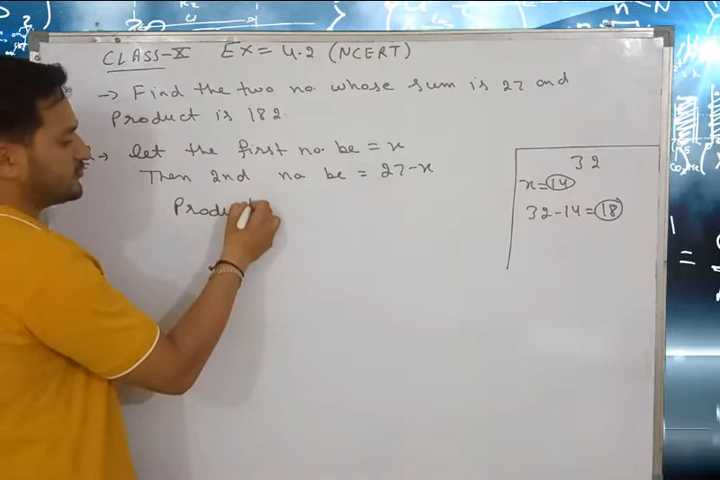 CLASS-X Ex= 4.2 (NCERT)
→ Find the two no. whose sum is 27 and
Product is 182.
→ let the first no. be = x
Then 2nd no be = 27-x
Product
32
x=14
32-14=18